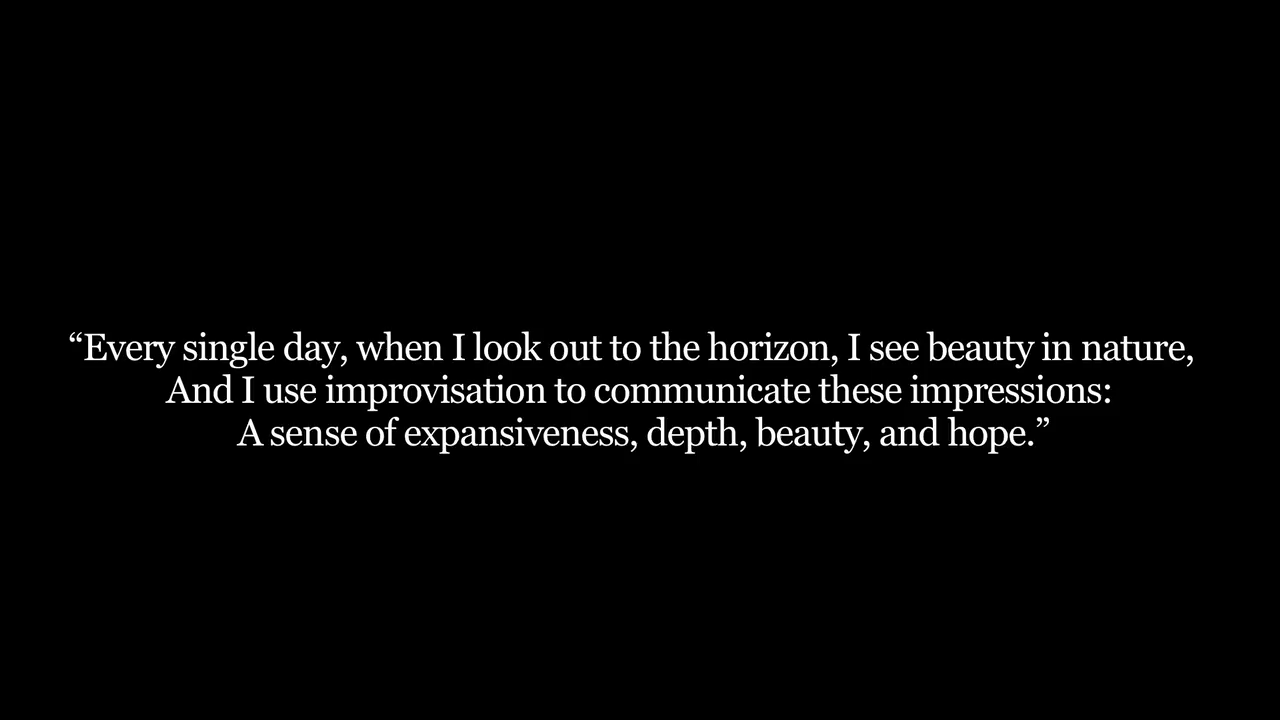 “Every single day, when I look out to the horizon, I see beauty in nature,
And I use improvisation to communicate these impressions:
A sense of expansiveness, depth, beauty, and hope.”